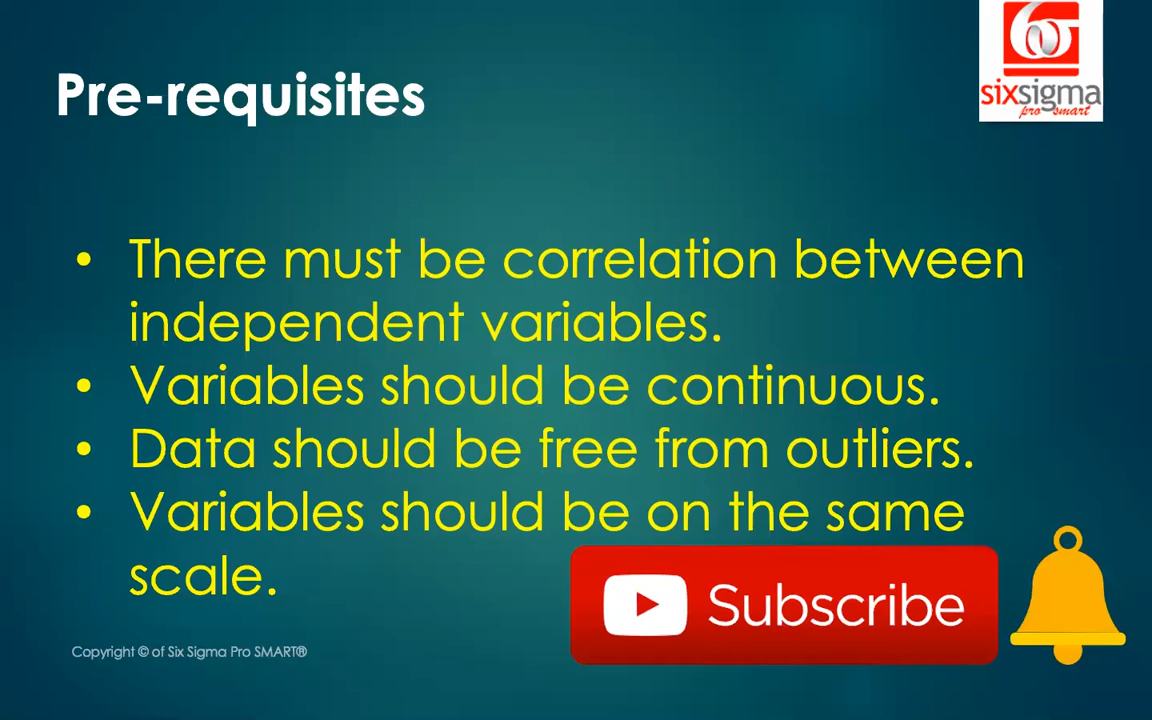 Pre-requisites
sixsigma
pro smart
• There must be correlation between
independent variables.
• Variables should be continuous.
• Data should be free from outliers.
• Variables should be on the same
scale.
Subscribe
Copyright © of Six Sigma Pro SMART®